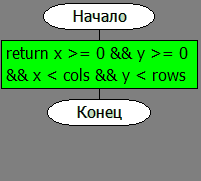 Начало
return x >= 0 && y >= 0
&& x < cols && y < rows
Конец